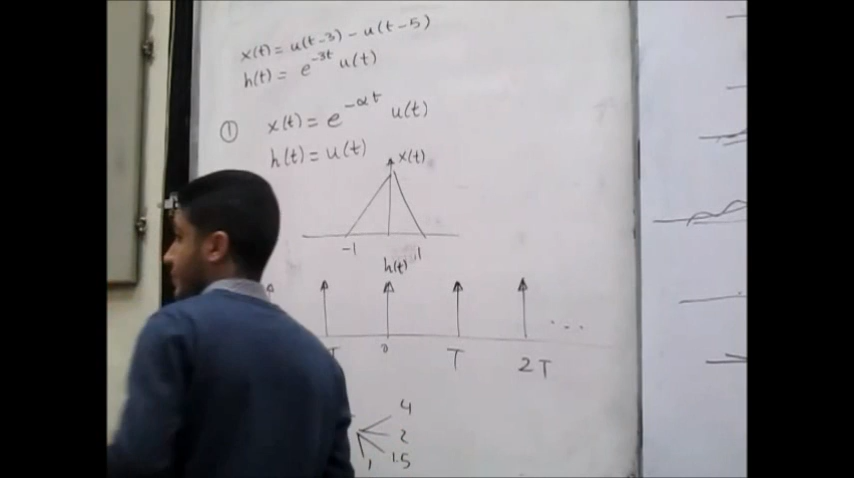 x(t) = u(t-3) - u(t-5)
h(t) = e^{-3t} u(t)
① x(t) = e^{-αt} u(t)
h(t) = u(t)
x(t)
-1 1
h(t)
T 0 T 2T ...
4
2
1.5
1